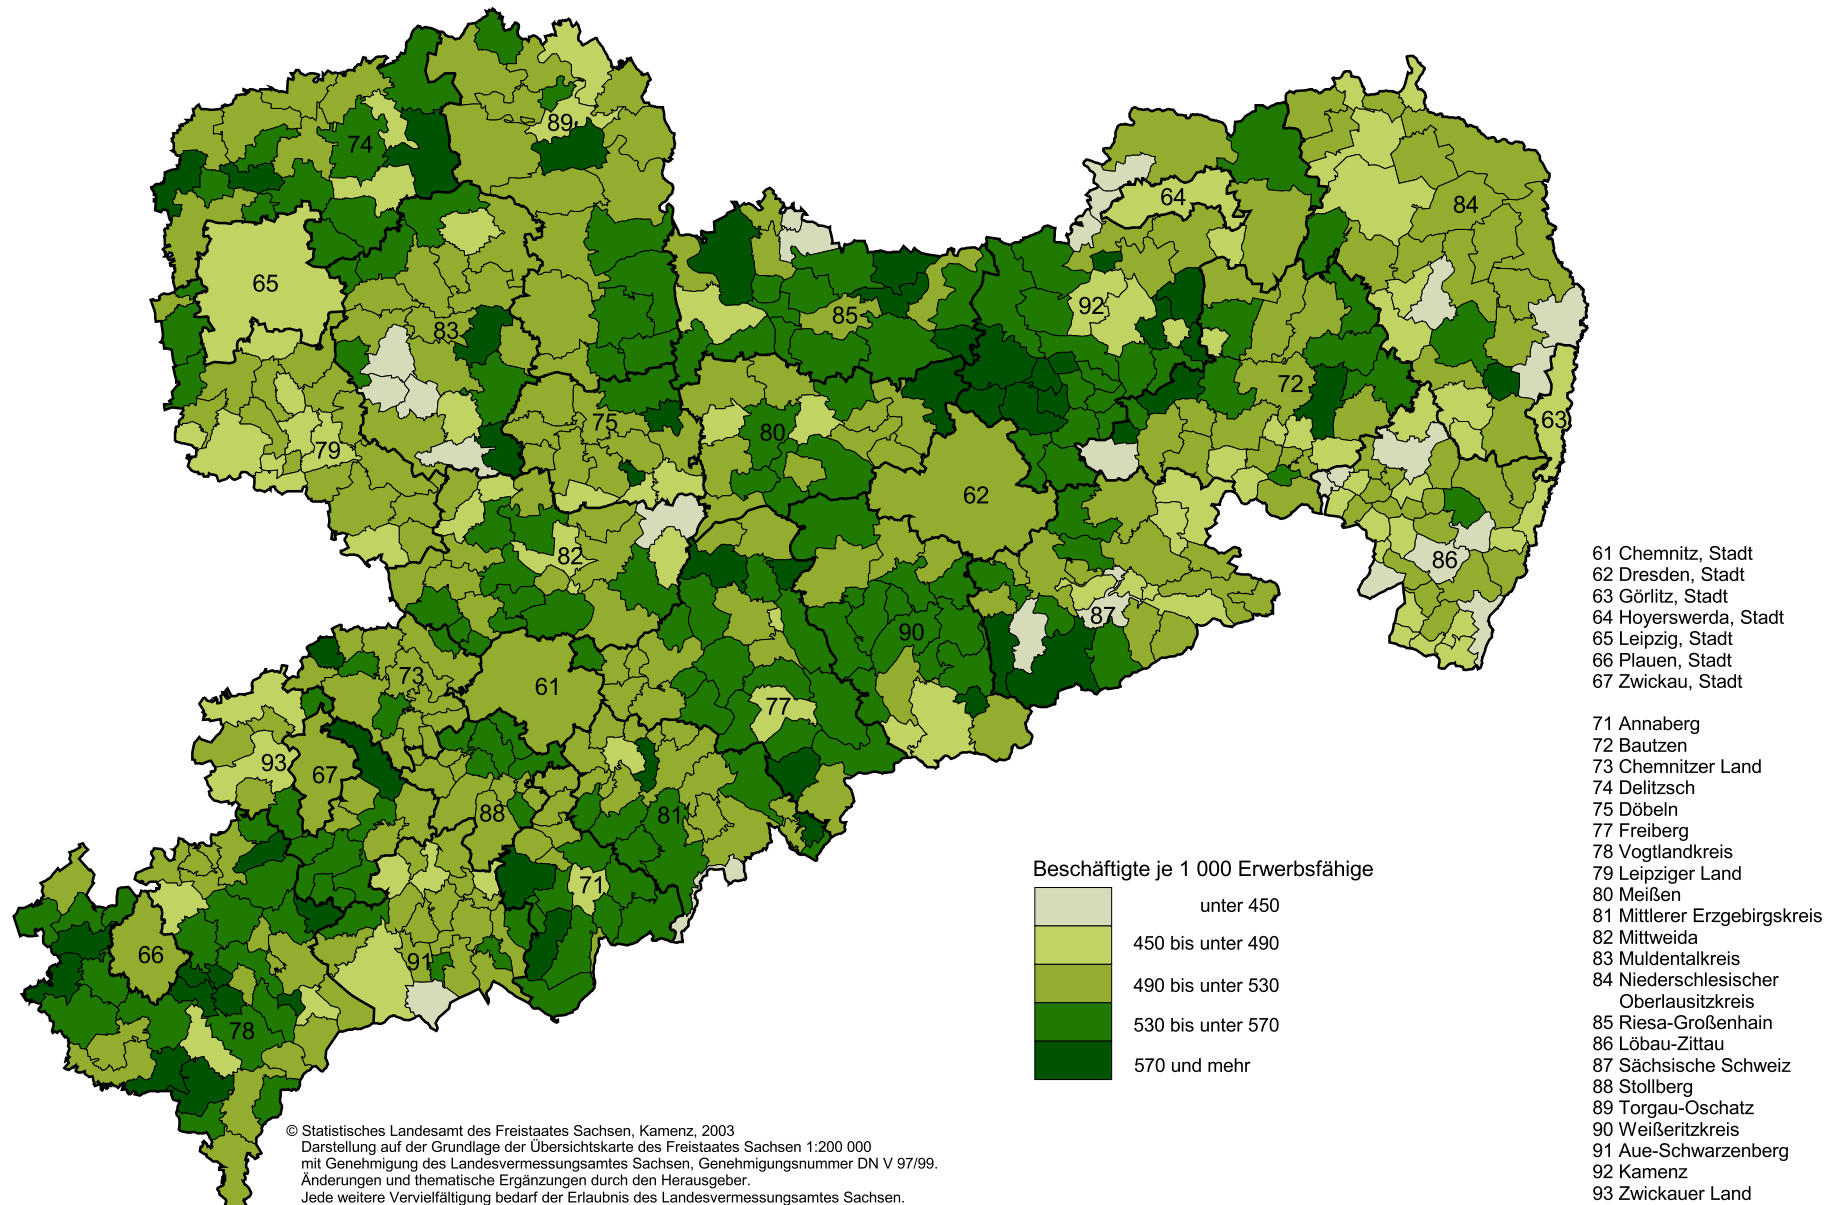 89
74
64
84
65
92
83
85
72
63
75
80
79
62
82
86
87
90
73
61
77
93
67
88
81
71
66
91
78
61 Chemnitz, Stadt
62 Dresden, Stadt
63 Görlitz, Stadt
64 Hoyerswerda, Stadt
65 Leipzig, Stadt
66 Plauen, Stadt
67 Zwickau, Stadt
71 Annaberg
72 Bautzen
73 Chemnitzer Land
74 Delitzsch
75 Döbeln
77 Freiberg
78 Vogtlandkreis
79 Leipziger Land
80 Meißen
81 Mittlerer Erzgebirgskreis
82 Mittweida
83 Muldentalkreis
84 Niederschlesischer
Oberlausitzkreis
85 Riesa-Großenhain
86 Löbau-Zittau
87 Sächsische Schweiz
88 Stollberg
89 Torgau-Oschatz
90 Weißeritzkreis
91 Aue-Schwarzenberg
92 Kamenz
93 Zwickauer Land
Beschäftigte je 1 000 Erwerbsfähige
unter 450
450 bis unter 490
490 bis unter 530
530 bis unter 570
570 und mehr
© Statistisches Landesamt des Freistaates Sachsen, Kamenz, 2003
Darstellung auf der Grundlage der Übersichtskarte des Freistaates Sachsen 1:200 000
mit Genehmigung des Landesvermessungsamtes Sachsen, Genehmigungsnummer DN V 97/99.
Änderungen und thematische Ergänzungen durch den Herausgeber.
Jede weitere Vervielfältigung bedarf der Erlaubnis des Landesvermessungsamtes Sachsen.